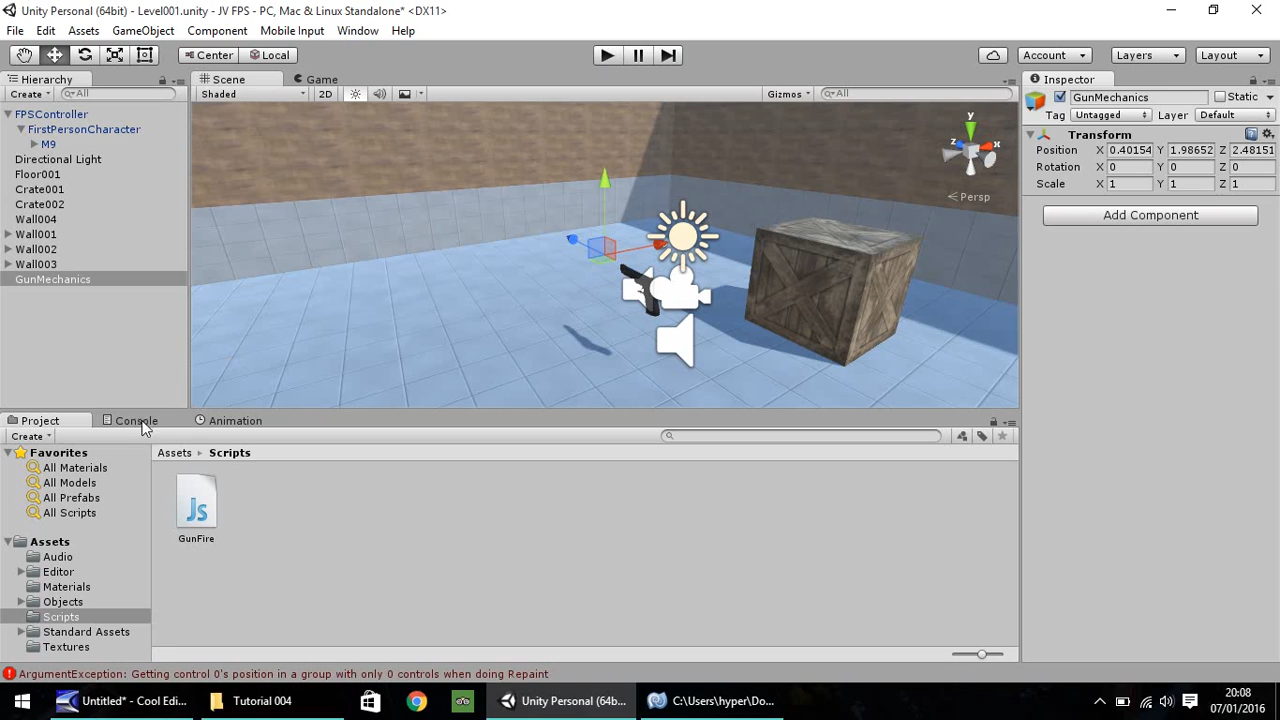 Unity Personal (64bit) - Level001.unity - JV FPS - PC, Mac & Linux Standalone* <DX11>
File Edit Assets GameObject Component Mobile Input Window Help
Center Local Account Layers Layout
Hierarchy Scene Game Inspector
Create All Shaded 2D Gizmos All GunMechanics Static
Tag Untagged Layer Default
FPSController
FirstPersonCharacter
M9
Directional Light
Floor001
Crate001
Crate002
Wall004
Wall001
Wall002
Wall003
GunMechanics
y
z x
Persp
Transform
Position X 0.40154 Y 1.98652 Z 2.48151
Rotation X 0 Y 0 Z 0
Scale X 1 Y 1 Z 1
Add Component
Project Console Animation
Create
Favorites
All Materials
All Models
All Prefabs
All Scripts
Assets
Audio
Editor
Materials
Objects
Scripts
Standard Assets
Textures
Assets Scripts
Js
GunFire
ArgumentException: Getting control 0's position in a group with only 0 controls when doing Repaint
Untitled* - Cool Edi... Tutorial 004 Unity Personal (64b... C:\Users\hyper\Do... 20:08
07/01/2016